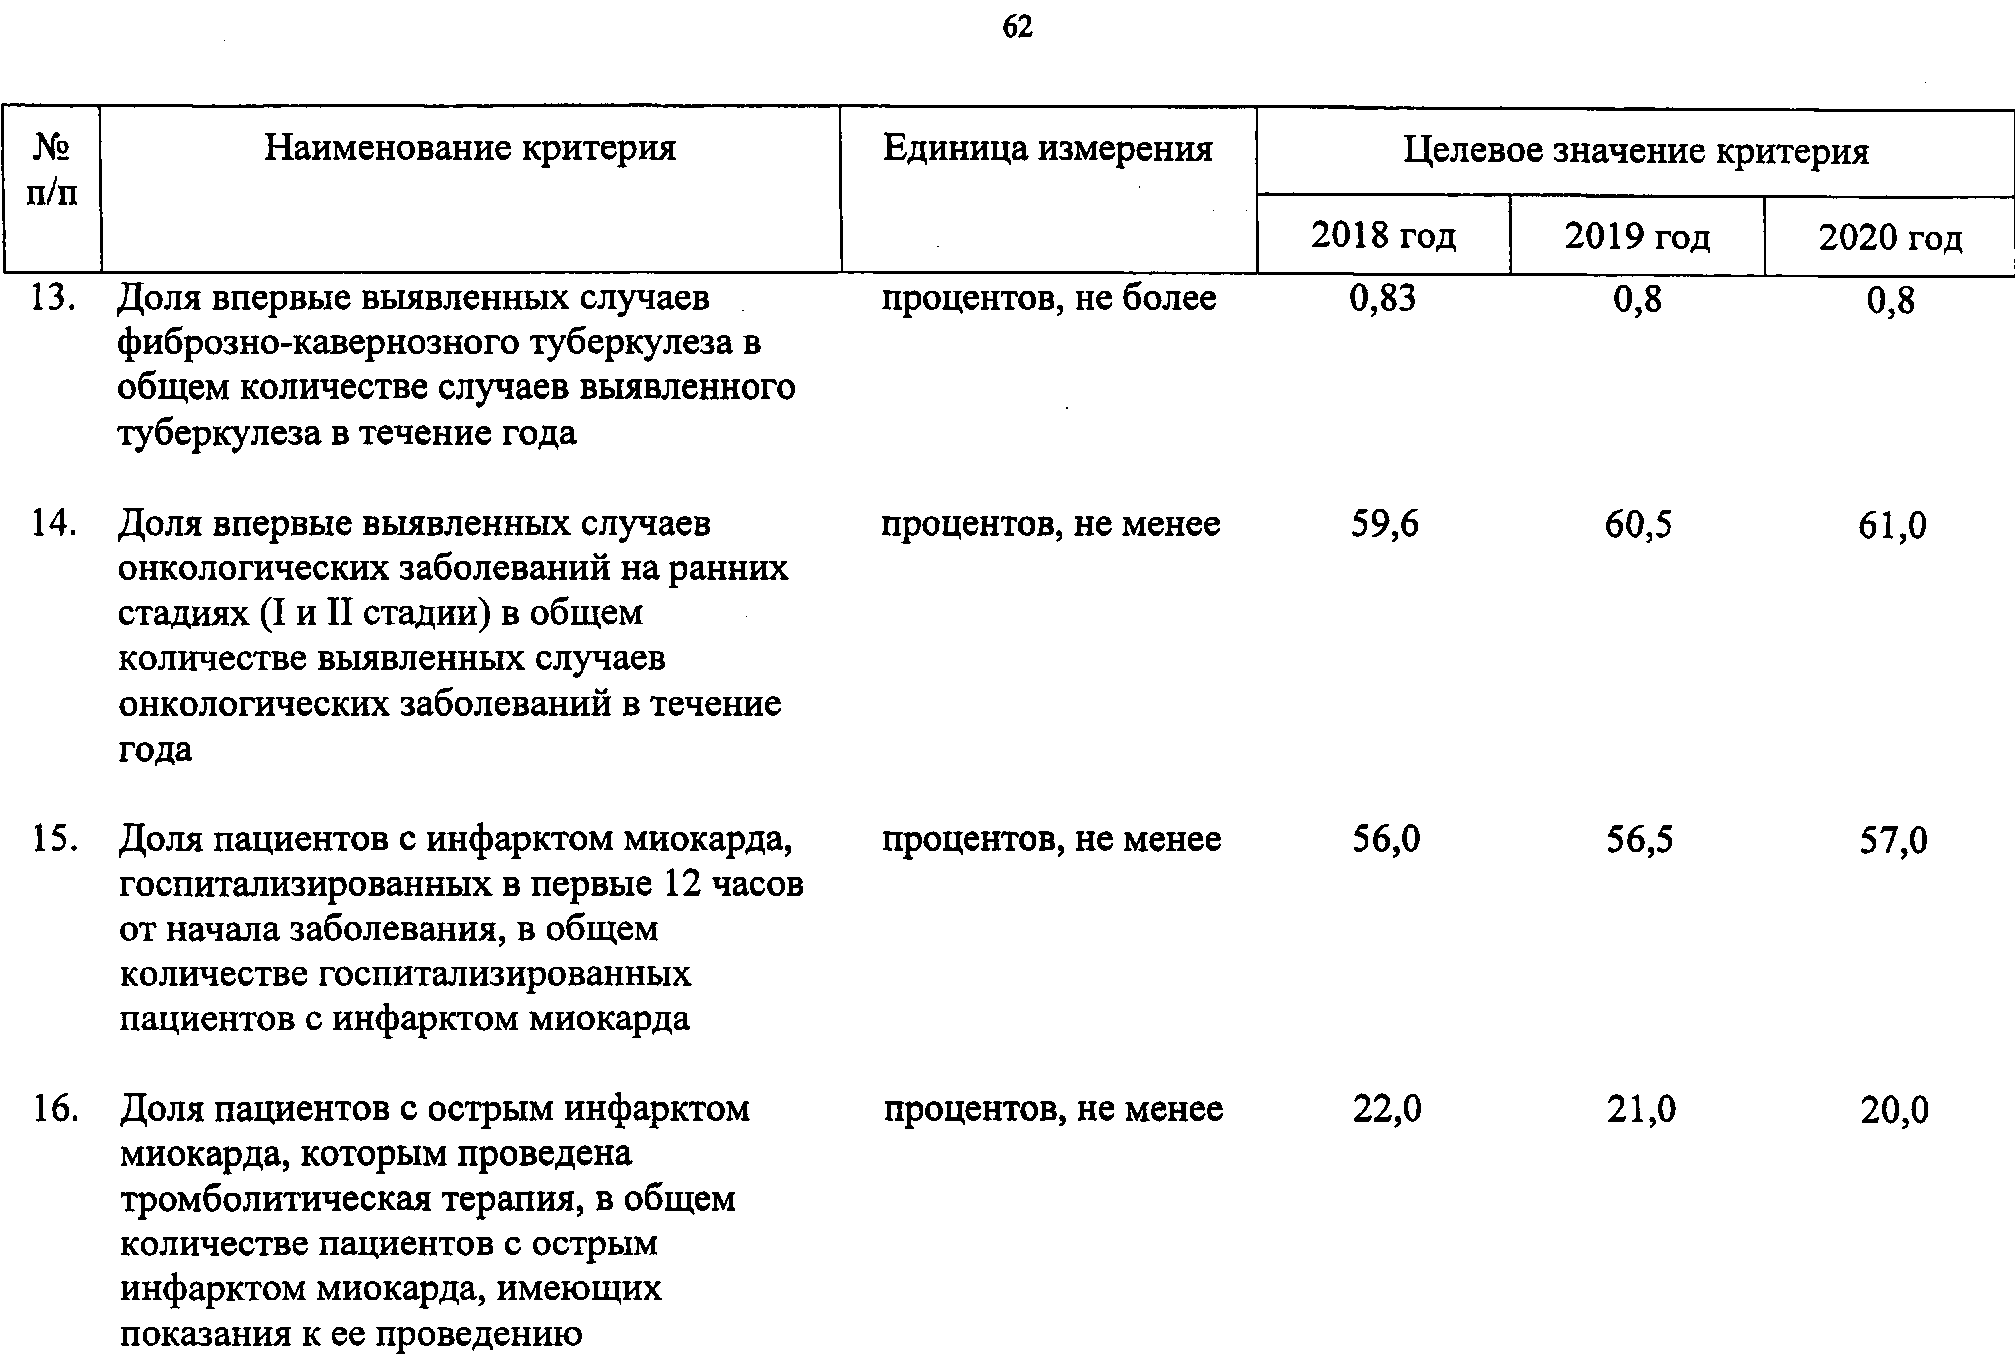 62
№ п/п
Наименование критерия
Единица измерения
Целевое значение критерия
2018 год 2019 год 2020 год
13. Доля впервые выявленных случаев процентов, не более 0,83 0,8 0,8
фиброзно-кавернозного туберкулеза в
общем количестве случаев выявленного
туберкулеза в течение года
14. Доля впервые выявленных случаев процентов, не менее 59,6 60,5 61,0
онкологических заболеваний на ранних
стадиях (I и II стадии) в общем
количестве выявленных случаев
онкологических заболеваний в течение
года
15. Доля пациентов с инфарктом миокарда, процентов, не менее 56,0 56,5 57,0
госпитализированных в первые 12 часов
от начала заболевания, в общем
количестве госпитализированных
пациентов с инфарктом миокарда
16. Доля пациентов с острым инфарктом процентов, не менее 22,0 21,0 20,0
миокарда, которым проведена
тромболитическая терапия, в общем
количестве пациентов с острым
инфарктом миокарда, имеющих
показания к ее проведению